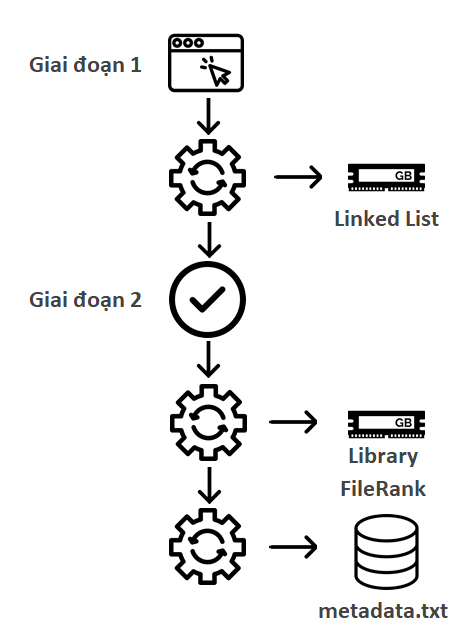 Giai đoạn 1
GB
Linked List
Giai đoạn 2
GB
Library
FileRank
metadata.txt